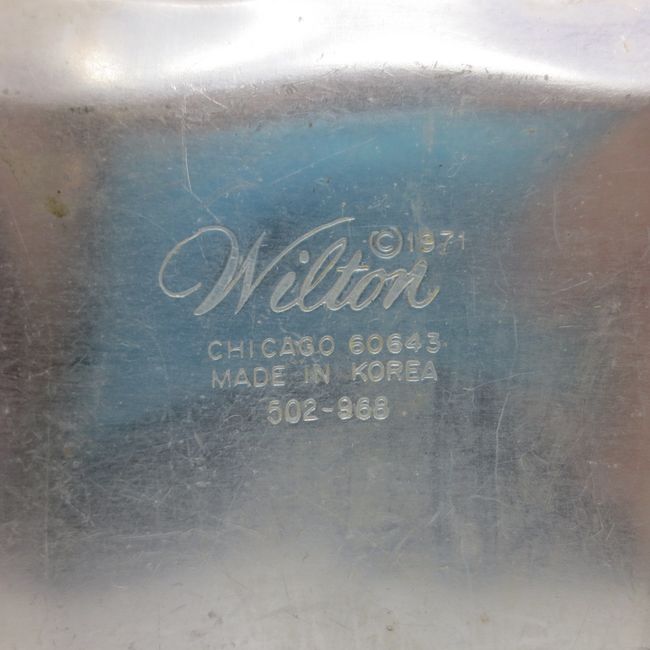 Wilton ©1971
CHICAGO 60643
MADE IN KOREA
502-968